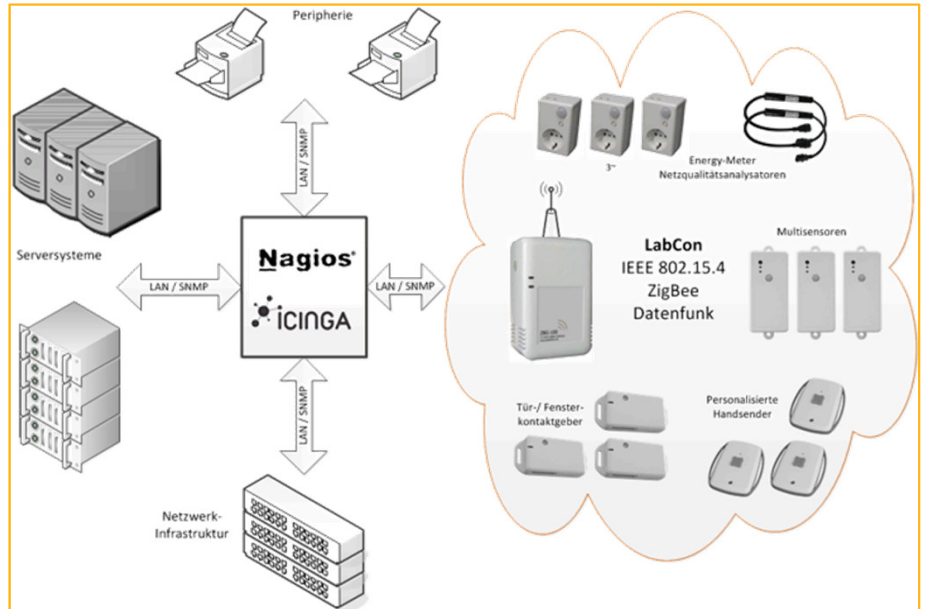 Peripherie
LAN / SNMP
Serversysteme
LAN / SNMP
Nagios®
ICINGA
LAN / SNMP
LAN / SNMP
Netzwerk-
Infrastruktur
3~
Energy-Meter
Netzqualitätsanalysatoren
LabCon
IEEE 802.15.4
ZigBee
Datenfunk
Multisensoren
Tür-/ Fenster-
kontaktgeber
Personalisierte
Handsender